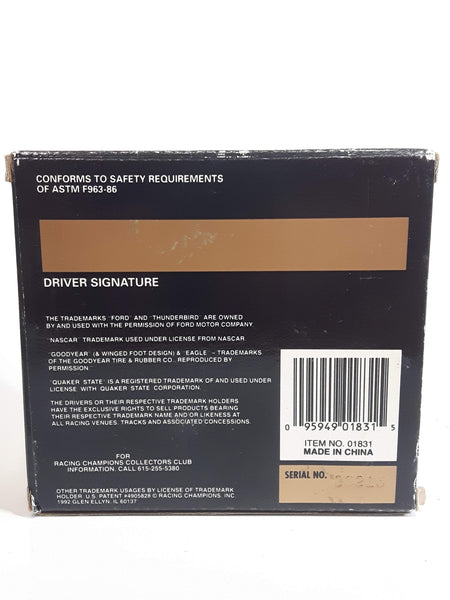 CONFORMS TO SAFETY REQUIREMENTS
OF ASTM F963-86
DRIVER SIGNATURE
THE TRADEMARKS "FORD" AND "THUNDERBIRD" ARE OWNED
BY AND USED WITH THE PERMISSION OF FORD MOTOR COMPANY.
"NASCAR" TRADEMARK USED UNDER LICENSE FROM NASCAR.
"GOODYEAR" (& WINGED FOOT DESIGN) & "EAGLE" – TRADEMARKS
OF THE GOODYEAR TIRE & RUBBER CO., REPRODUCED BY
PERMISSION
"QUAKER STATE" IS A REGISTERED TRADEMARK OF AND USED UNDER
LICENSE WITH QUAKER STATE CORPORATION.
THE DRIVERS OR THEIR RESPECTIVE TRADEMARK HOLDERS
HAVE THE EXCLUSIVE RIGHTS TO SELL PRODUCTS BEARING
THEIR RESPECTIVE TRADEMARK NAME AND/OR LIKENESS AT
ALL RACING VENUES, TRACKS AND ASSOCIATED CONCESSIONS.
0 95949 01831 5
ITEM NO. 01831
MADE IN CHINA
FOR
RACING CHAMPIONS COLLECTORS CLUB
INFORMATION, CALL 615-255-5380
SERIAL NO.
OTHER TRADEMARK USAGES BY LICENSE OF TRADEMARK
HOLDER. U.S. PATENT #4905828 © RACING CHAMPIONS, INC.
1992 GLEN ELLYN, IL 60137